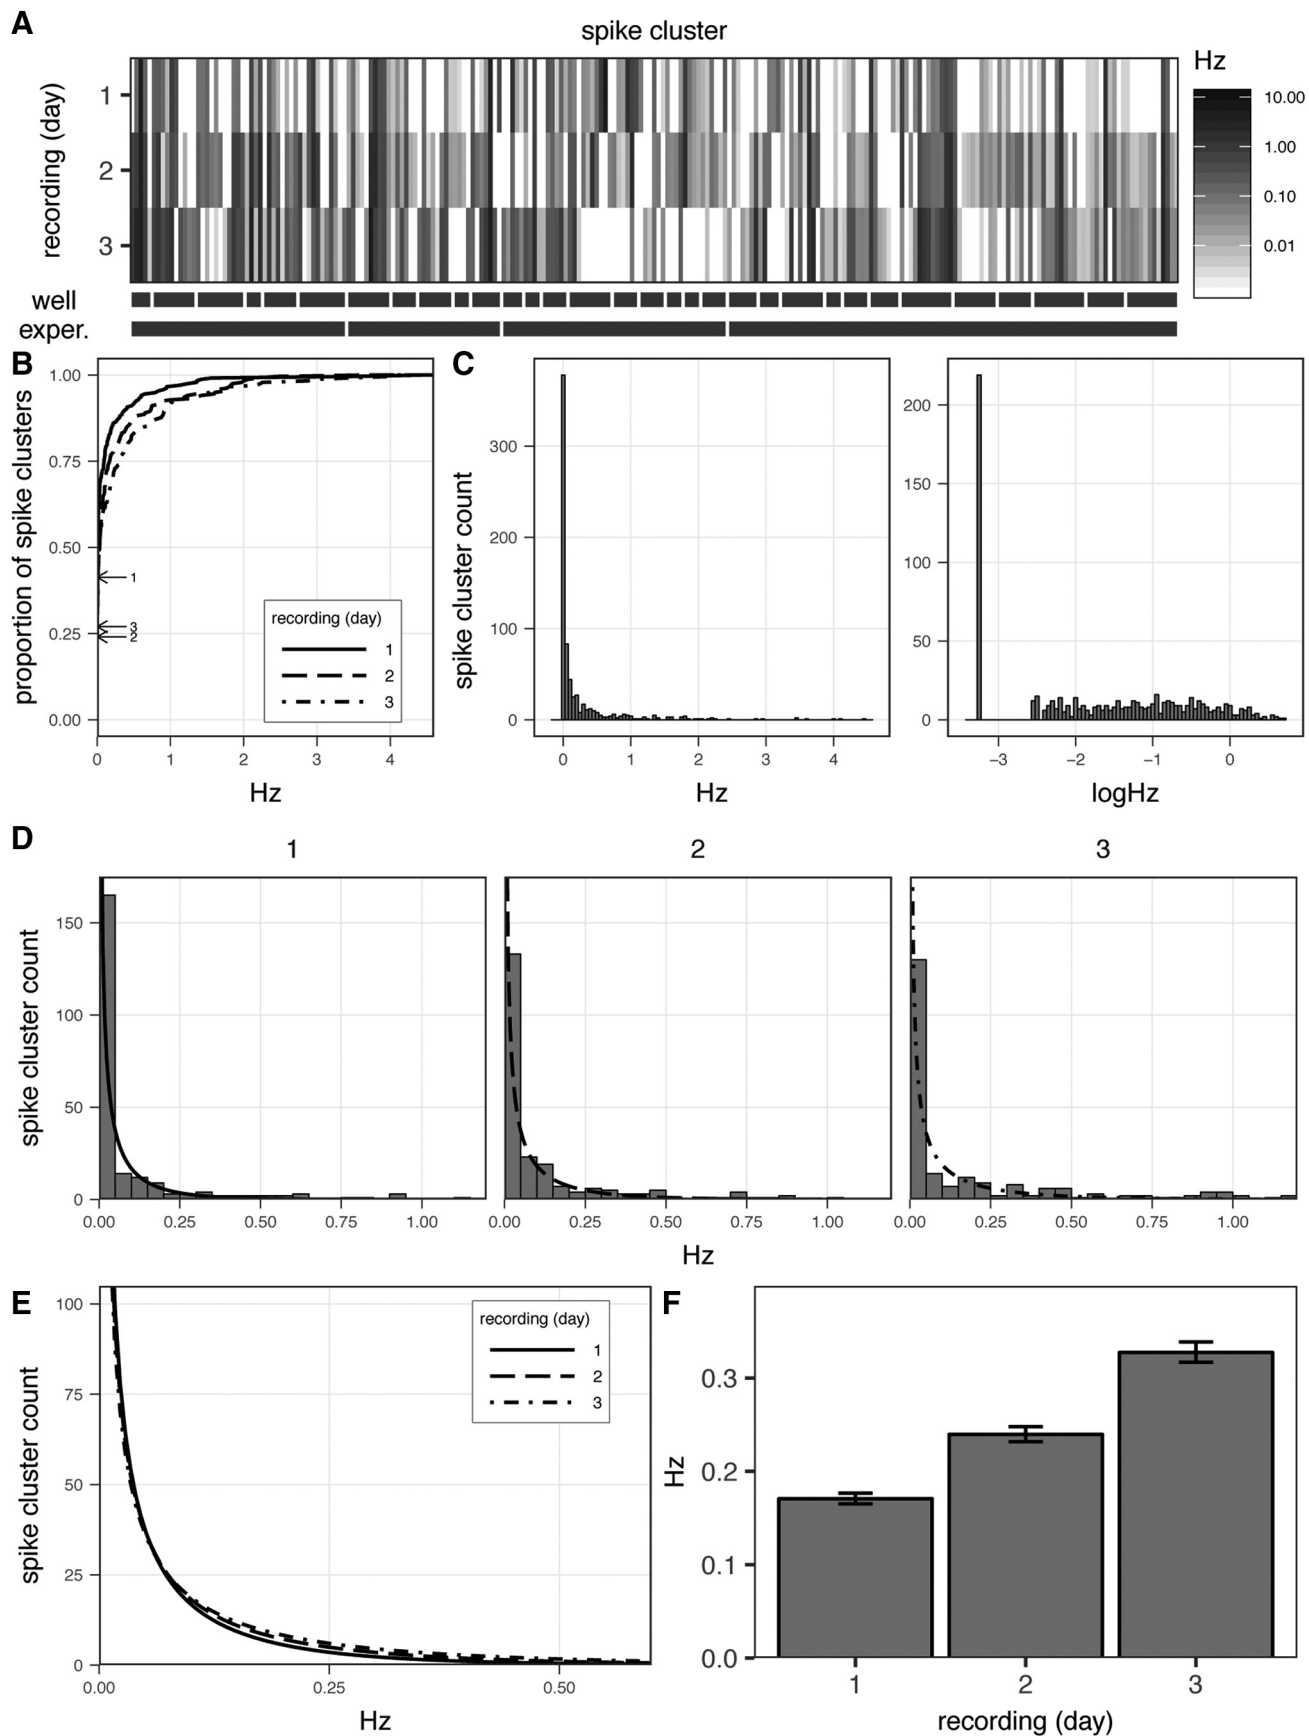 A
spike cluster
recording (day)
1
2
3
Hz
10.00
1.00
0.10
0.01
well
exper.
B
proportion of spike clusters
1.00
0.75
0.50
0.25
0.00
1
3
2
recording (day)
1
2
3
0 1 2 3 4
Hz
C
spike cluster count
300
200
100
0
0 1 2 3 4
Hz
200
150
100
50
0
−3 −2 −1 0
logHz
D
1 2 3
spike cluster count
150
100
50
0
0.00 0.25 0.50 0.75 1.00
0.00 0.25 0.50 0.75 1.00
0.00 0.25 0.50 0.75 1.00
Hz
E
spike cluster count
100
75
50
25
0
recording (day)
1
2
3
0.00 0.25 0.50
Hz
F
Hz
0.3
0.2
0.1
0.0
1 2 3
recording (day)